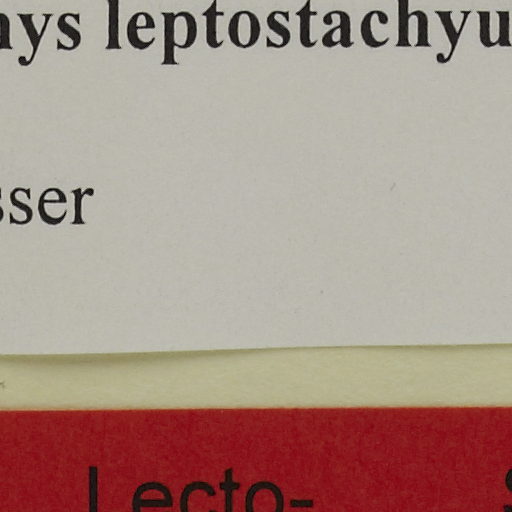 hys leptostachyu
sser
Lecto- S